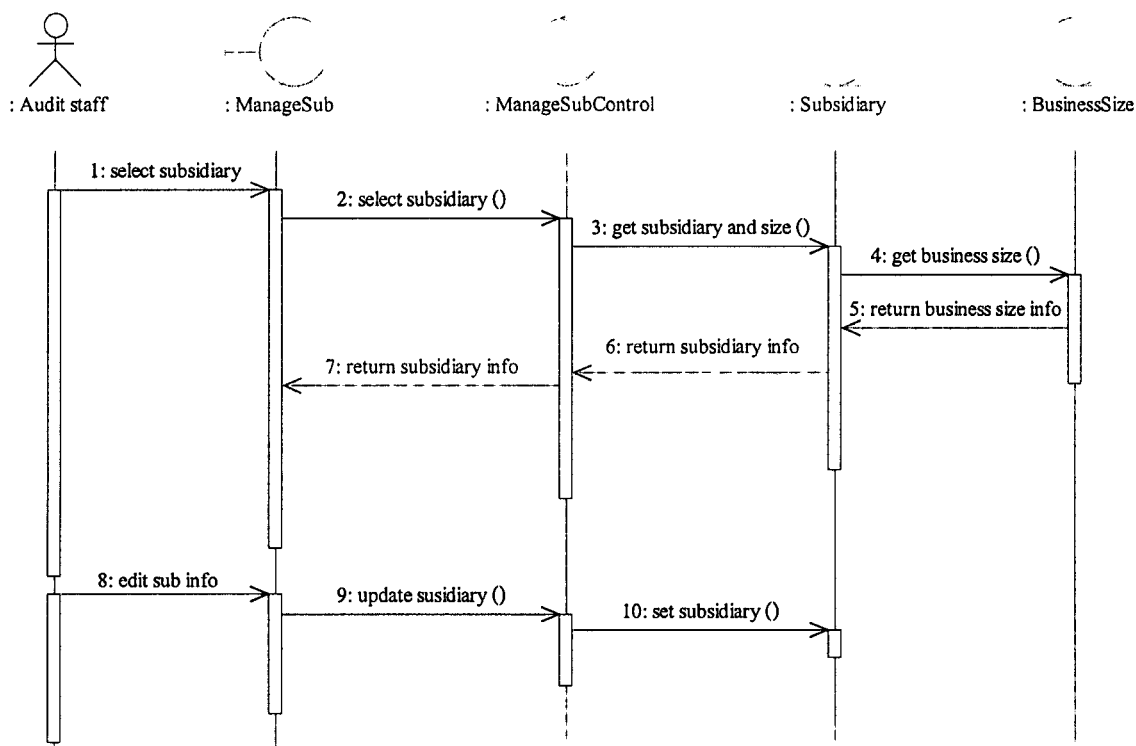 : Audit staff
: ManageSub
: ManageSubControl
: Subsidiary
: BusinessSize
1: select subsidiary
2: select subsidiary ()
3: get subsidiary and size ()
4: get business size ()
5: return business size info
6: return subsidiary info
7: return subsidiary info
8: edit sub info
9: update susidiary ()
10: set subsidiary ()